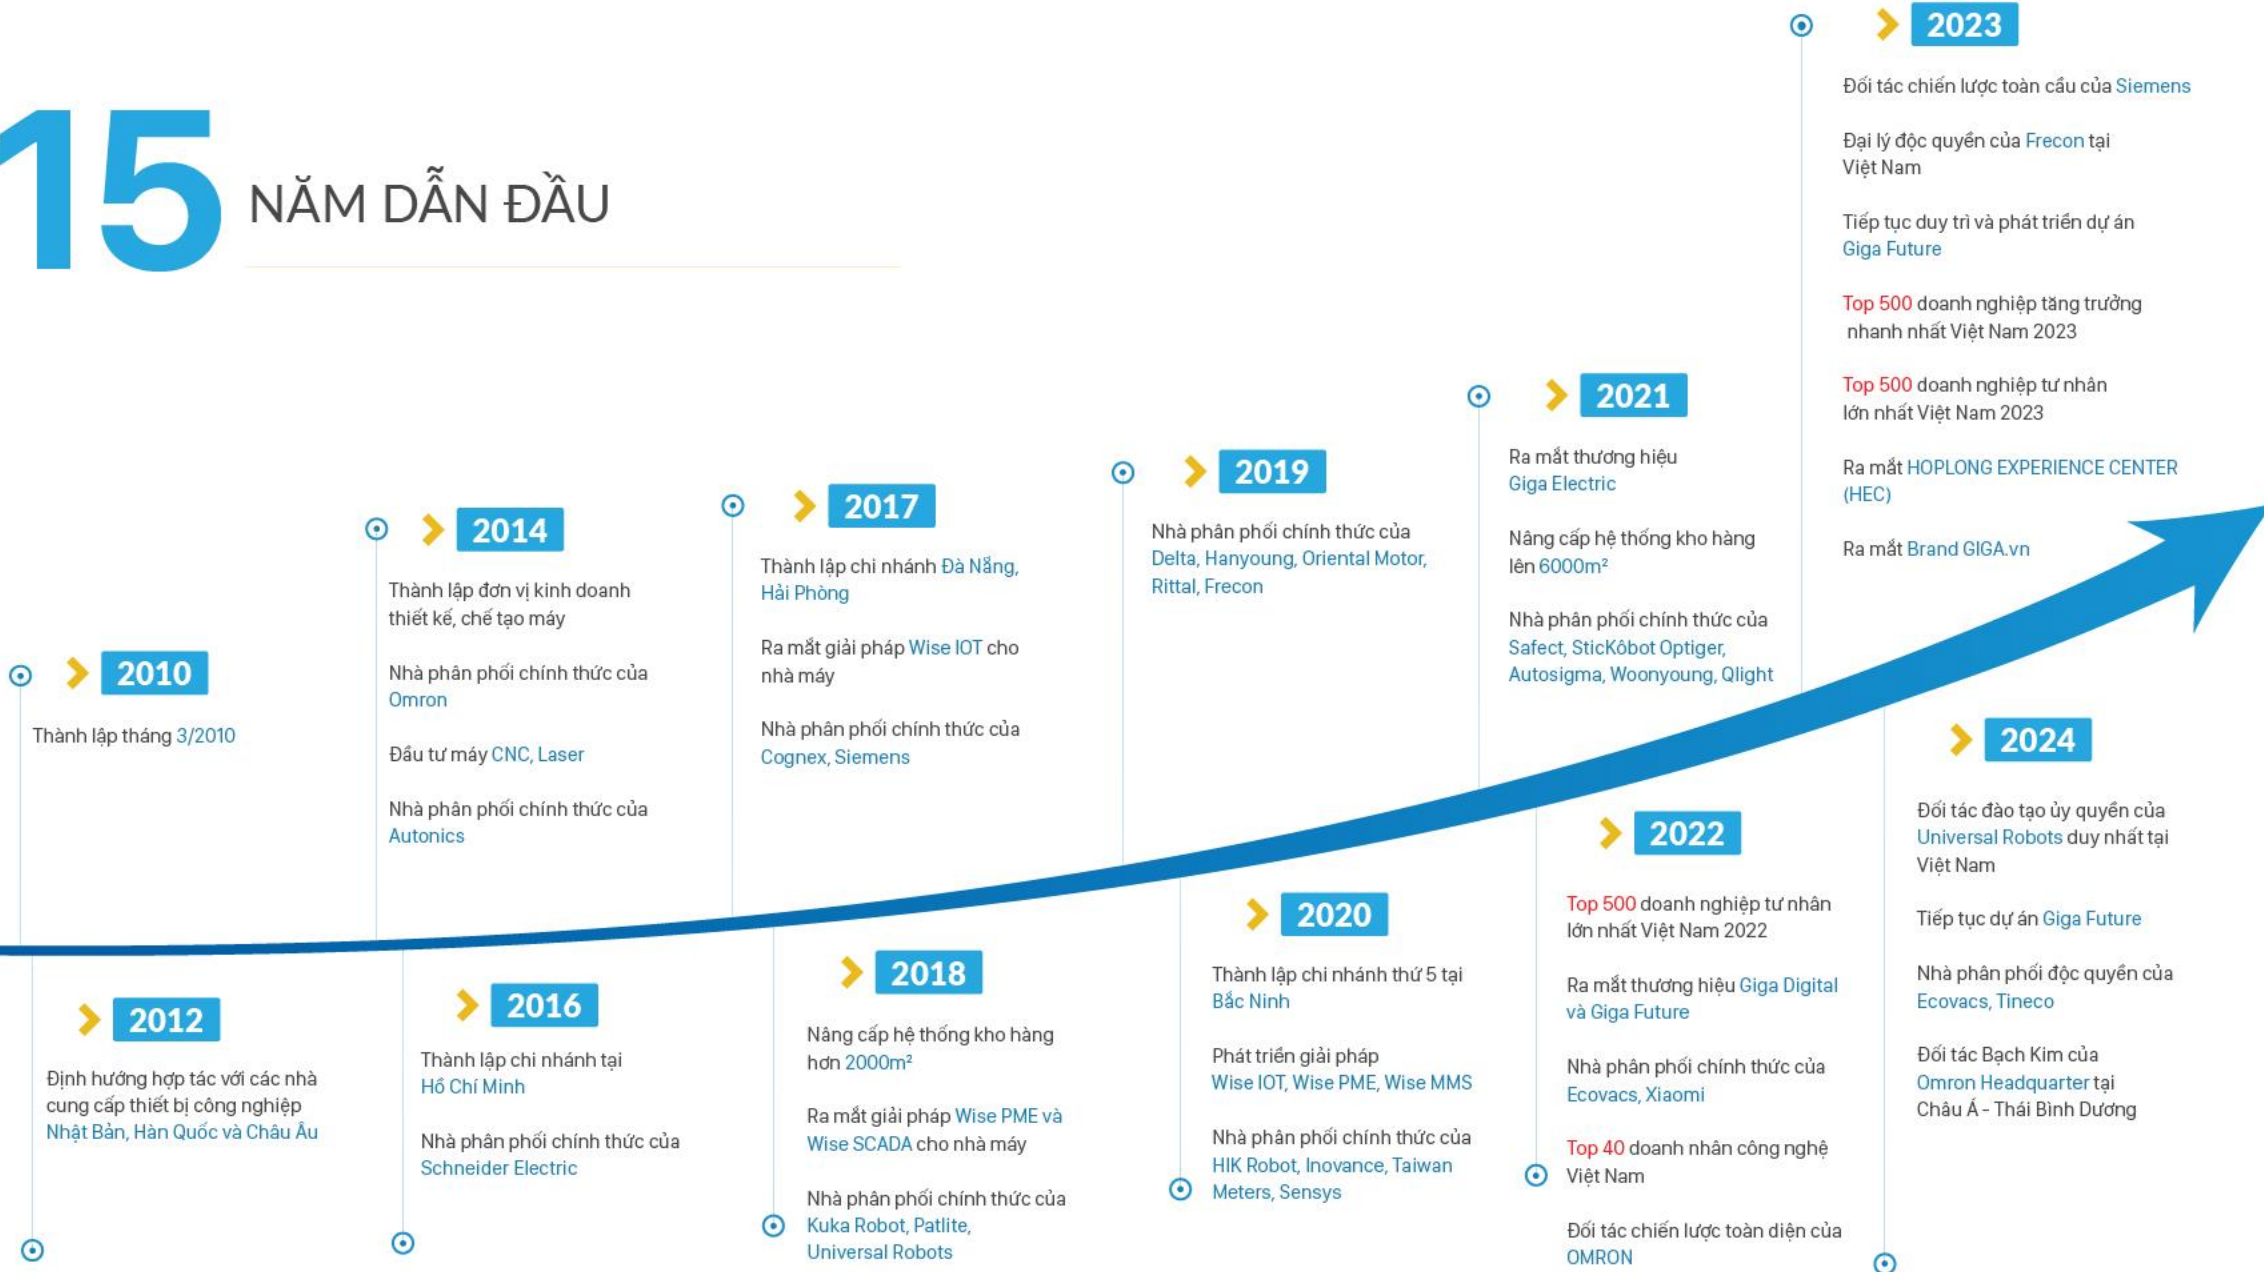 15
NĂM DẪN ĐẦU
2010
Thành lập tháng 3/2010
2012
Định hướng hợp tác với các nhà
cung cấp thiết bị công nghiệp
Nhật Bản, Hàn Quốc và Châu Âu
2014
Thành lập đơn vị kinh doanh
thiết kế, chế tạo máy
Nhà phân phối chính thức của
Omron
Đầu tư máy CNC, Laser
Nhà phân phối chính thức của
Autonics
2016
Thành lập chi nhánh tại
Hồ Chí Minh
Nhà phân phối chính thức của
Schneider Electric
2017
Thành lập chi nhánh Đà Nẵng,
Hải Phòng
Ra mắt giải pháp Wise IOT cho
nhà máy
Nhà phân phối chính thức của
Cognex, Siemens
2018
Nâng cấp hệ thống kho hàng
hơn 2000m²
Ra mắt giải pháp Wise PME và
Wise SCADA cho nhà máy
Nhà phân phối chính thức của
Kuka Robot, Patlite,
Universal Robots
2019
Nhà phân phối chính thức của
Delta, Hanyoung, Oriental Motor,
Rittal, Frecon
2020
Thành lập chi nhánh thứ 5 tại
Bắc Ninh
Phát triển giải pháp
Wise IOT, Wise PME, Wise MMS
Nhà phân phối chính thức của
HIK Robot, Inovance, Taiwan
Meters, Sensys
2021
Ra mắt thương hiệu
Giga Electric
Nâng cấp hệ thống kho hàng
lên 6000m²
Nhà phân phối chính thức của
Safect, SticKôbot Optiger,
Autosigma, Woonyoung, Qlight
2022
Top 500 doanh nghiệp tư nhân
lớn nhất Việt Nam 2022
Ra mắt thương hiệu Giga Digital
và Giga Future
Nhà phân phối chính thức của
Ecovacs, Xiaomi
Top 40 doanh nhân công nghệ
Việt Nam
Đối tác chiến lược toàn diện của
OMRON
2023
Đối tác chiến lược toàn cầu của Siemens
Đại lý độc quyền của Frecon tại
Việt Nam
Tiếp tục duy trì và phát triển dự án
Giga Future
Top 500 doanh nghiệp tăng trưởng
nhanh nhất Việt Nam 2023
Top 500 doanh nghiệp tư nhân
lớn nhất Việt Nam 2023
Ra mắt HOPLONG EXPERIENCE CENTER
(HEC)
Ra mắt Brand GIGA.vn
2024
Đối tác đào tạo ủy quyền của
Universal Robots duy nhất tại
Việt Nam
Tiếp tục dự án Giga Future
Nhà phân phối độc quyền của
Ecovacs, Tineco
Đối tác Bạch Kim của
Omron Headquarter tại
Châu Á - Thái Bình Dương